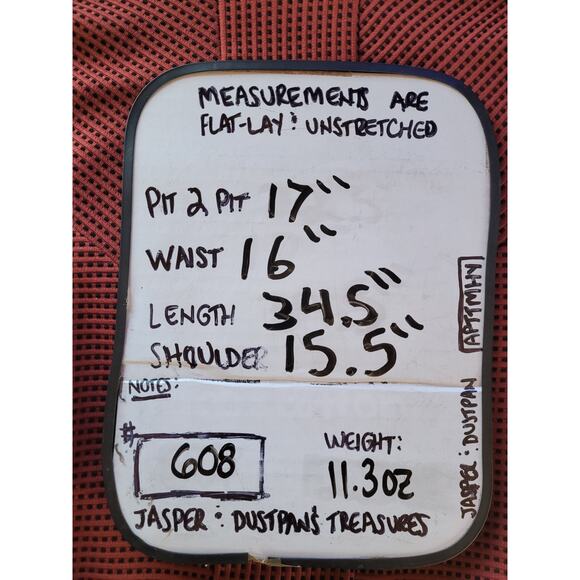 MEASUREMENTS ARE
FLAT-LAY & UNSTRETCHED
PIT 2 PIT 17"
WAIST 16"
LENGTH 34.5"
SHOULDER 15.5"
NOTES:
# 608
WEIGHT:
11.3oz
JASPER & DUSTPAN'S TREASURES
JASPER & DUSTPAN APTTMHN